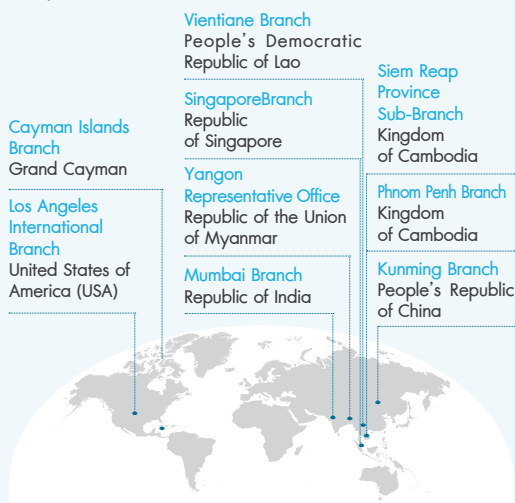 Vientiane Branch
People's Democratic
Republic of Lao
SingaporeBranch
Republic
of Singapore
Yangon
Representative Office
Republic of the Union
of Myanmar
Mumbai Branch
Republic of India
Siem Reap
Province
Sub-Branch
Kingdom
of Cambodia
Phnom Penh Branch
Kingdom
of Cambodia
Kunming Branch
People's Republic
of China
Cayman Islands
Branch
Grand Cayman
Los Angeles
International
Branch
United States of
America (USA)